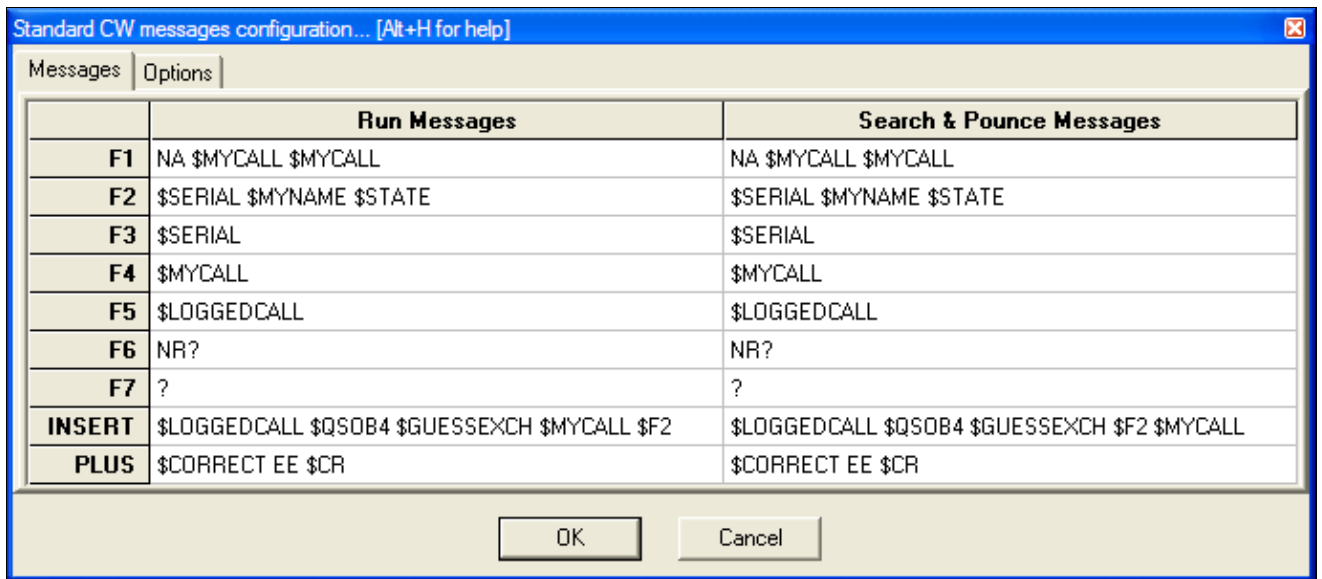 Standard CW messages configuration... [Alt+H for help]
Messages Options
Run Messages Search & Pounce Messages
F1 NA $MYCALL $MYCALL NA $MYCALL $MYCALL
F2 $SERIAL $MYNAME $STATE $SERIAL $MYNAME $STATE
F3 $SERIAL $SERIAL
F4 $MYCALL $MYCALL
F5 $LOGGEDCALL $LOGGEDCALL
F6 NR? NR?
F7 ? ?
INSERT $LOGGEDCALL $QSOB4 $GUESSEXCH $MYCALL $F2 $LOGGEDCALL $QSOB4 $GUESSEXCH $F2 $MYCALL
PLUS $CORRECT EE $CR $CORRECT EE $CR
OK Cancel